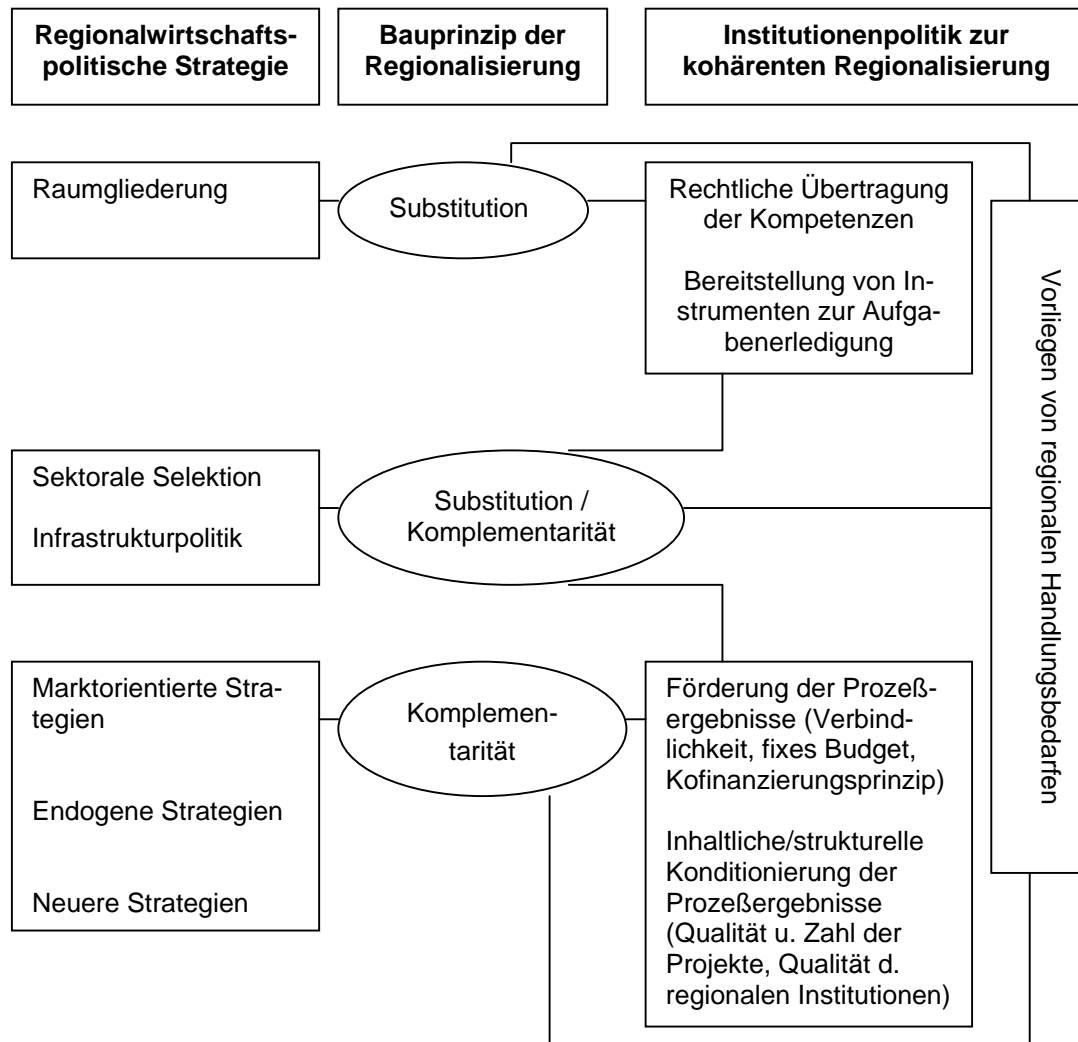 Regionalwirtschafts-
politische Strategie
Bauprinzip der
Regionalisierung
Institutionenpolitik zur
kohärenten Regionalisierung
Raumgliederung
Substitution
Rechtliche Übertragung
der Kompetenzen
Bereitstellung von In-
strumenten zur Aufga-
benerledigung
Sektorale Selektion
Infrastrukturpolitik
Substitution /
Komplementarität
Marktorientierte Stra-
tegien
Endogene Strategien
Neuere Strategien
Komplemen-
tarität
Förderung der Prozeß-
ergebnisse (Verbind-
lichkeit, fixes Budget,
Kofinanzierungsprinzip)
Inhaltliche/strukturelle
Konditionierung der
Prozeßergebnisse
(Qualität u. Zahl der
Projekte, Qualität d.
regionalen Institutionen)
Vorliegen von regionalen Handlungsbedarfen